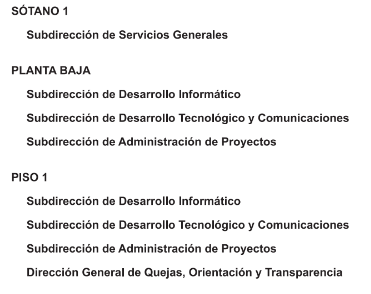 SÓTANO 1
Subdirección de Servicios Generales
PLANTA BAJA
Subdirección de Desarrollo Informático
Subdirección de Desarrollo Tecnológico y Comunicaciones
Subdirección de Administración de Proyectos
PISO 1
Subdirección de Desarrollo Informático
Subdirección de Desarrollo Tecnológico y Comunicaciones
Subdirección de Administración de Proyectos
Dirección General de Quejas, Orientación y Transparencia